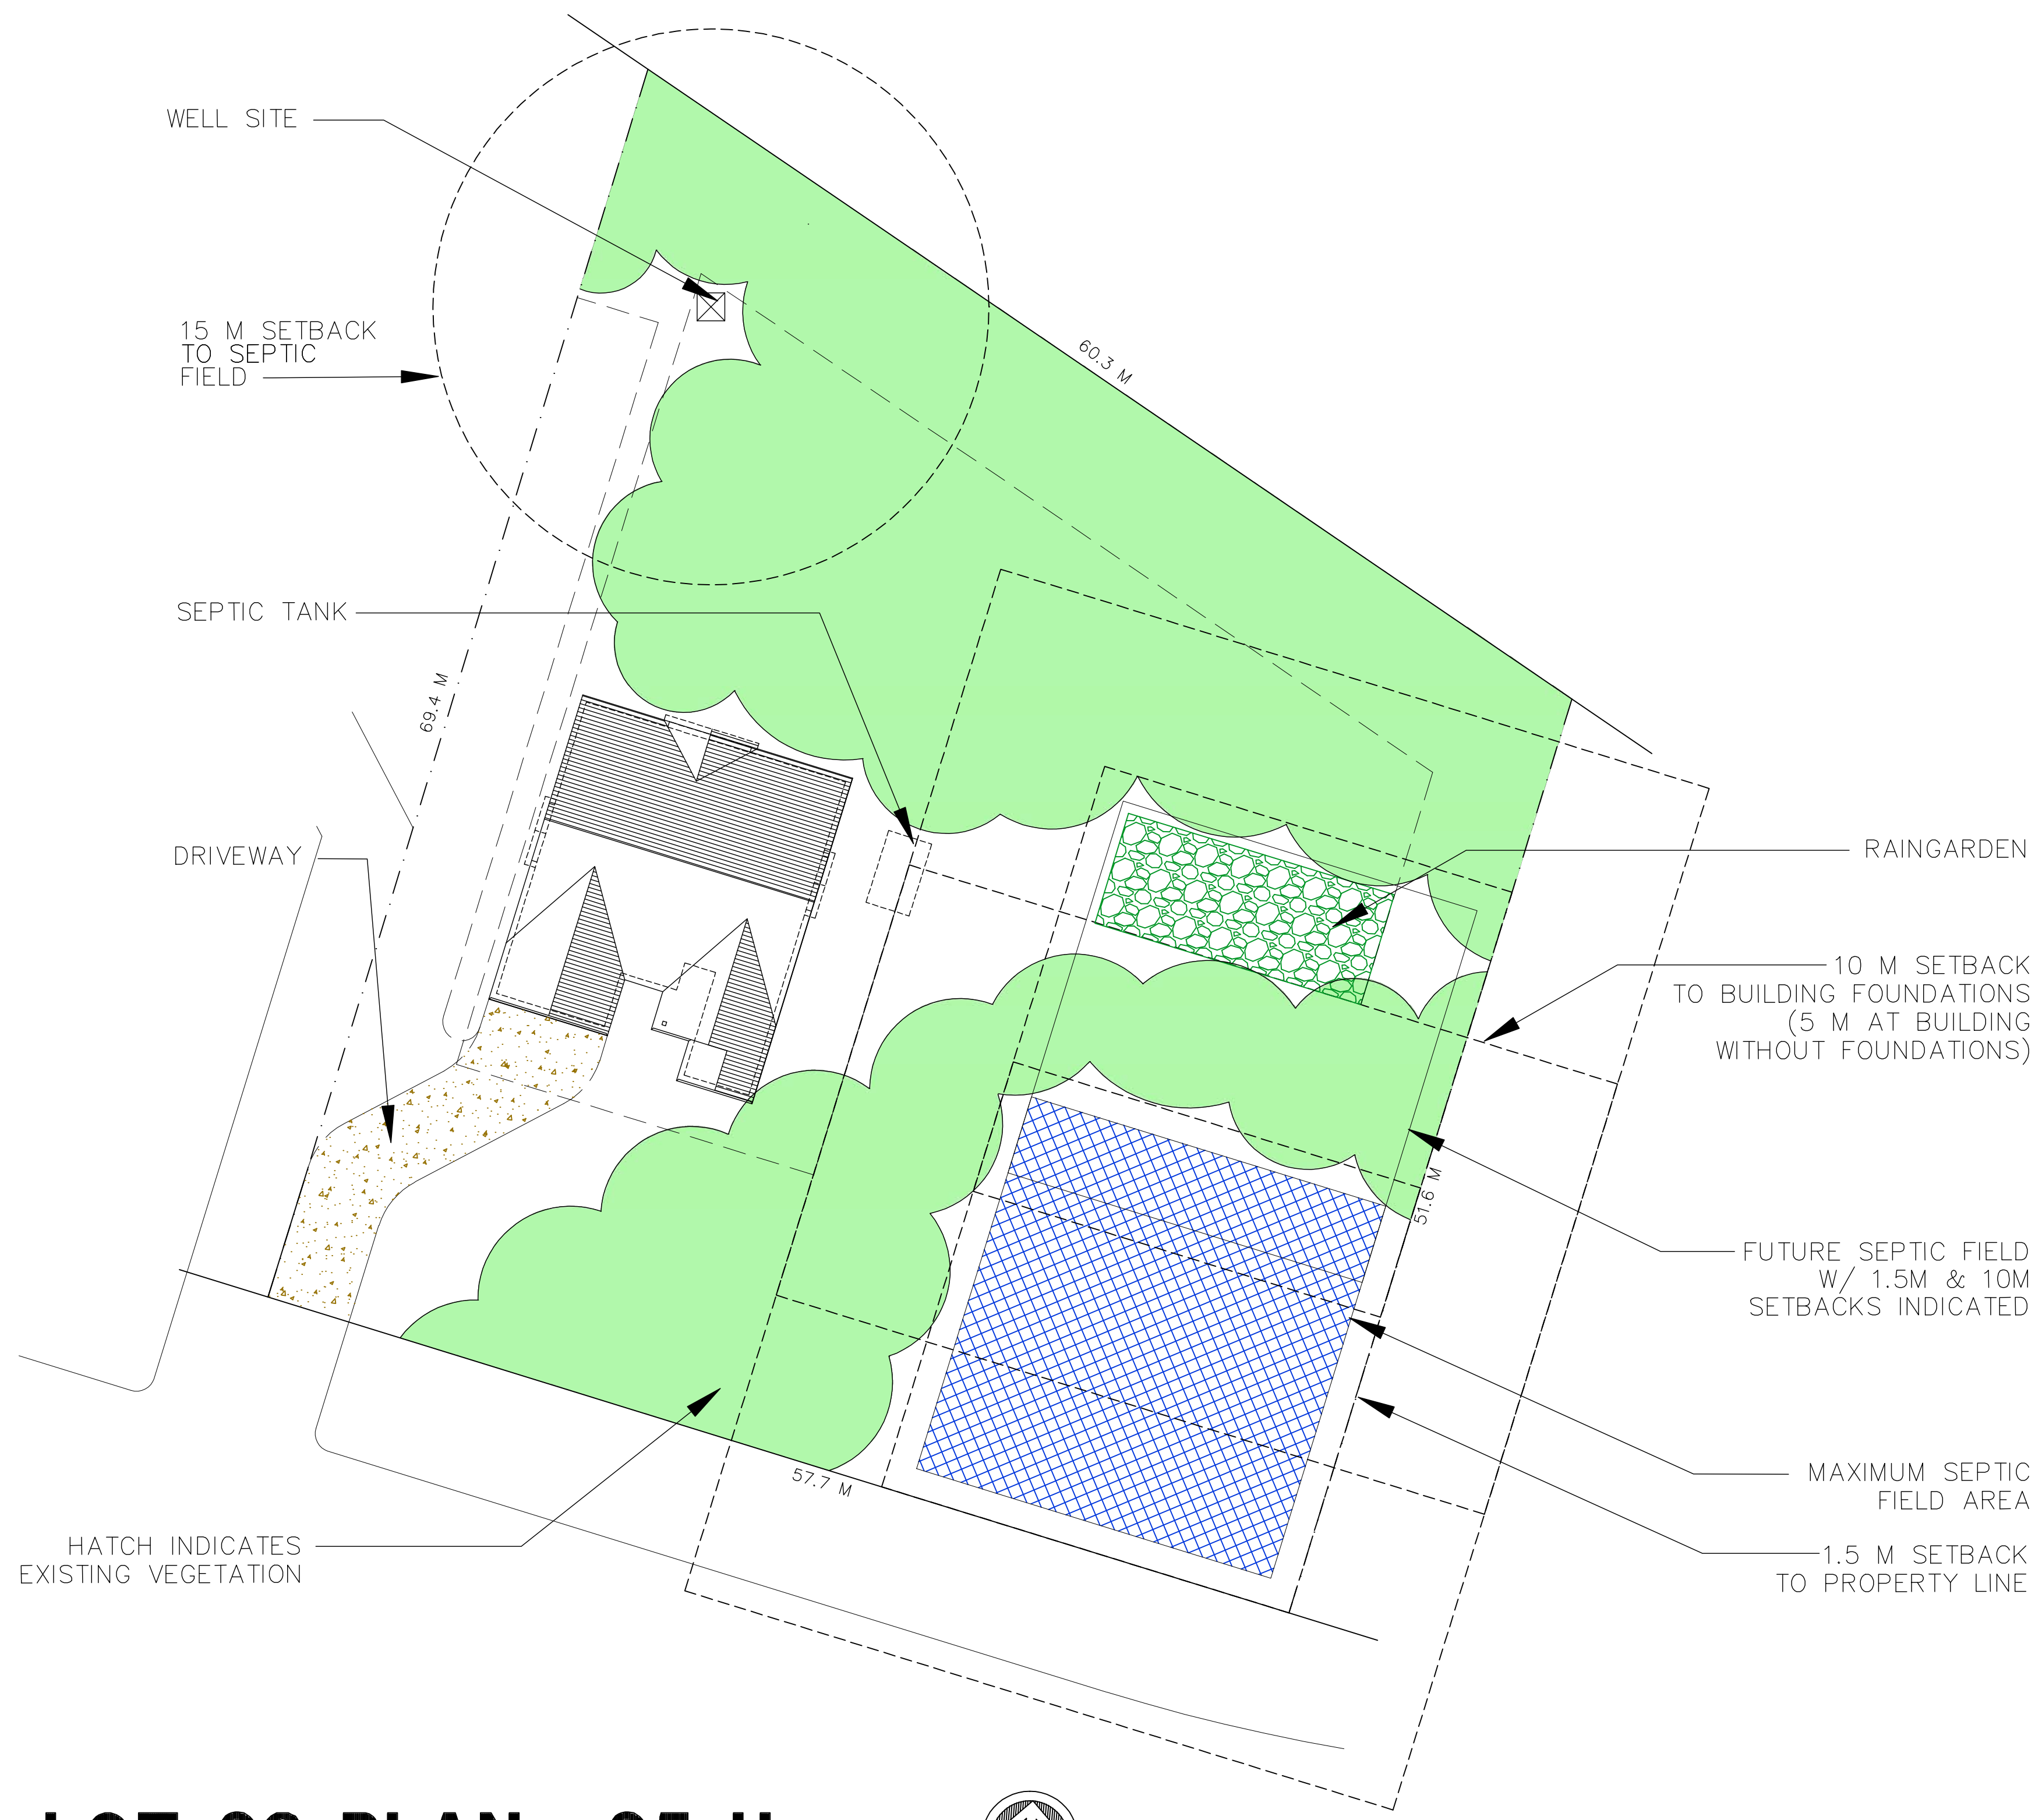 WELL SITE
15 M SETBACK
TO SEPTIC
FIELD
60.3 M
SEPTIC TANK
69.4 M
DRIVEWAY
RAINGARDEN
10 M SETBACK
TO BUILDING FOUNDATIONS
(5 M AT BUILDING
WITHOUT FOUNDATIONS)
51.6 M
FUTURE SEPTIC FIELD
W/ 1.5M & 10M
SETBACKS INDICATED
MAXIMUM SEPTIC
FIELD AREA
57.7 M
HATCH INDICATES
EXISTING VEGETATION
1.5 M SETBACK
TO PROPERTY LINE